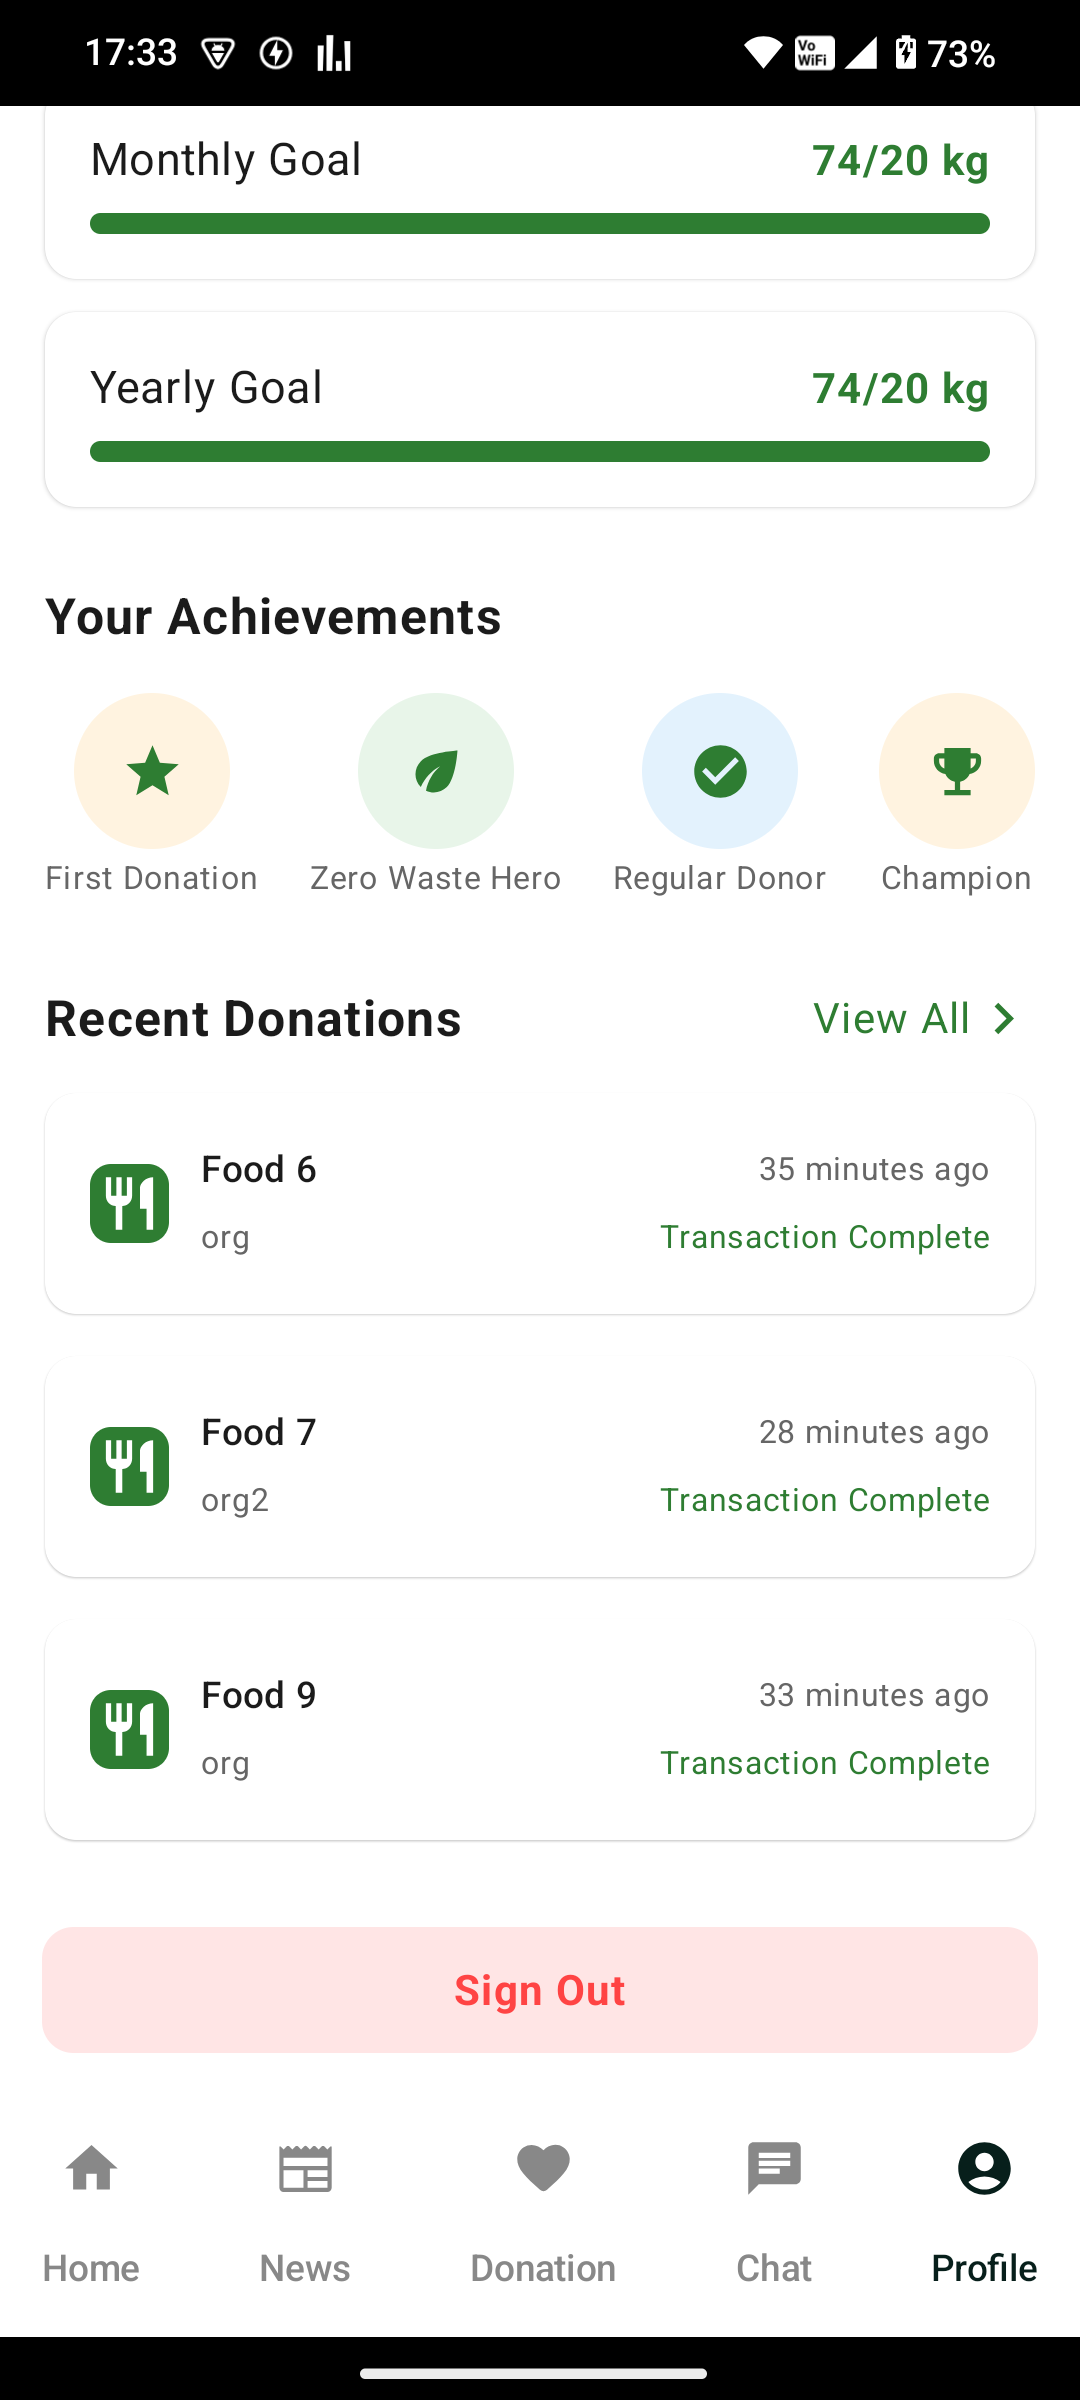 17:33
Vo WiFi
73%
Monthly Goal 74/20 kg
Yearly Goal 74/20 kg
Your Achievements
First Donation Zero Waste Hero Regular Donor Champion
Recent Donations View All
Food 6 35 minutes ago
org Transaction Complete
Food 7 28 minutes ago
org2 Transaction Complete
Food 9 33 minutes ago
org Transaction Complete
Sign Out
Home News Donation Chat Profile